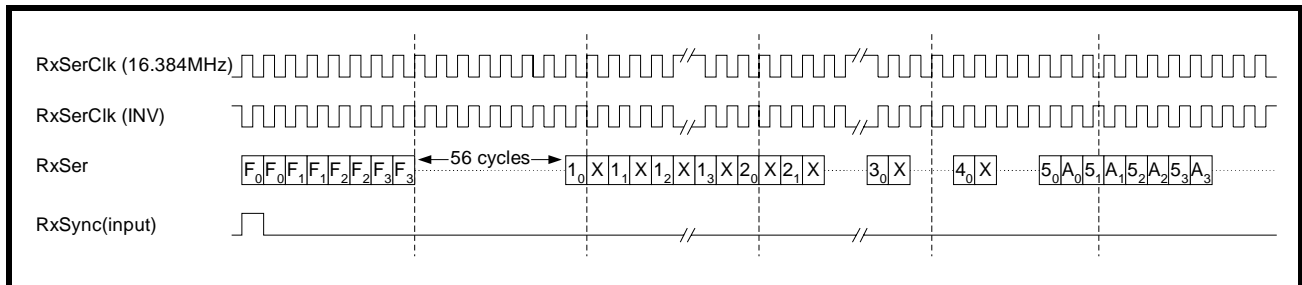 RxSerClk (16.384MHz)
RxSerClk (INV)
RxSer F₀ F₀ F₁ F₁ F₂ F₂ F₃ F₃ 56 cycles 1₀ X 1₁ X 1₂ X 1₃ X 2₀ X 2₁ X 3₀ X 4₀ X 5₀ A₀ 5₁ A₁ 5₂ A₂ 5₃ A₃
RxSync(input)